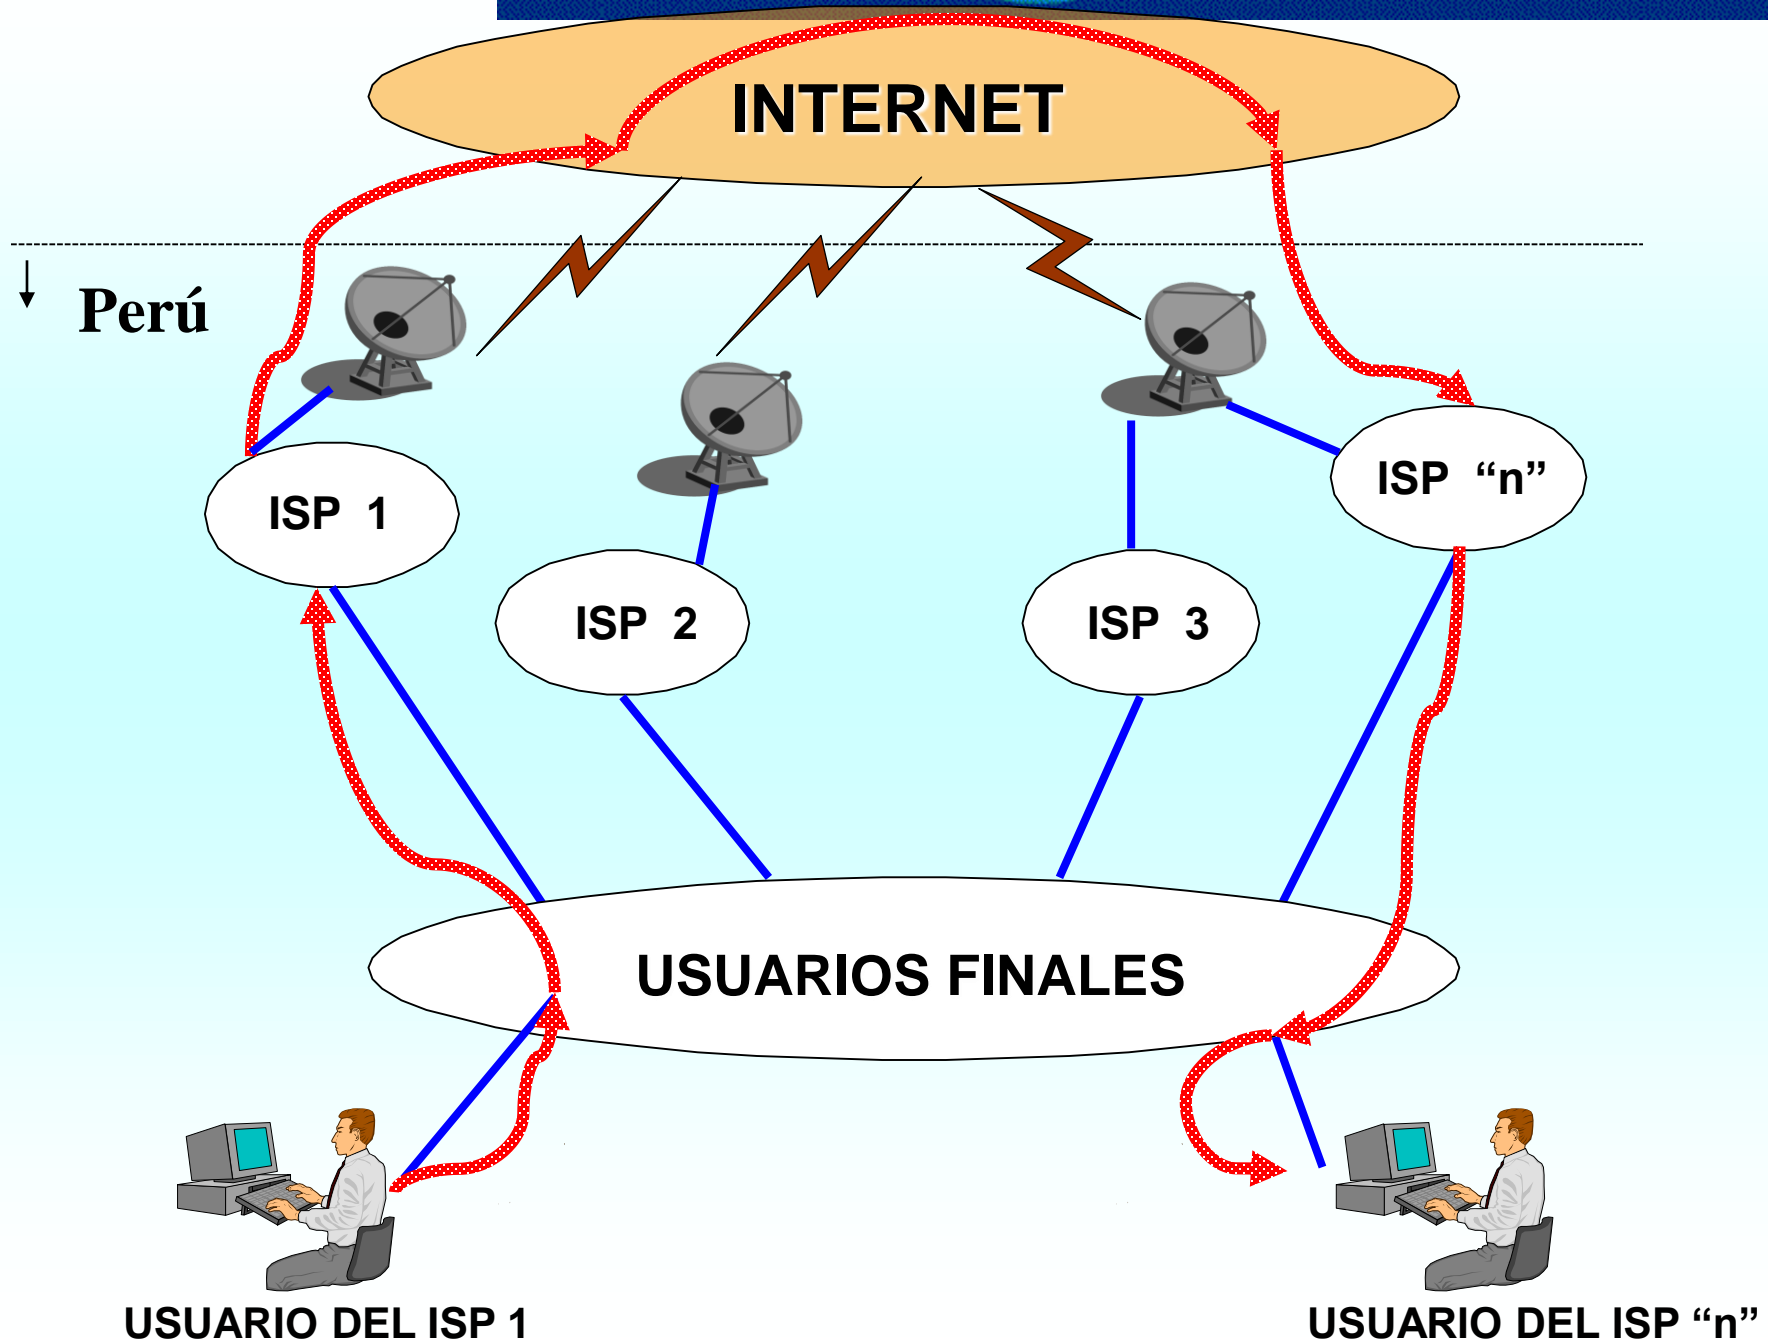 INTERNET
Perú
ISP “n”
ISP 1
ISP 2
ISP 3
USUARIOS FINALES
USUARIO DEL ISP 1
USUARIO DEL ISP “n”